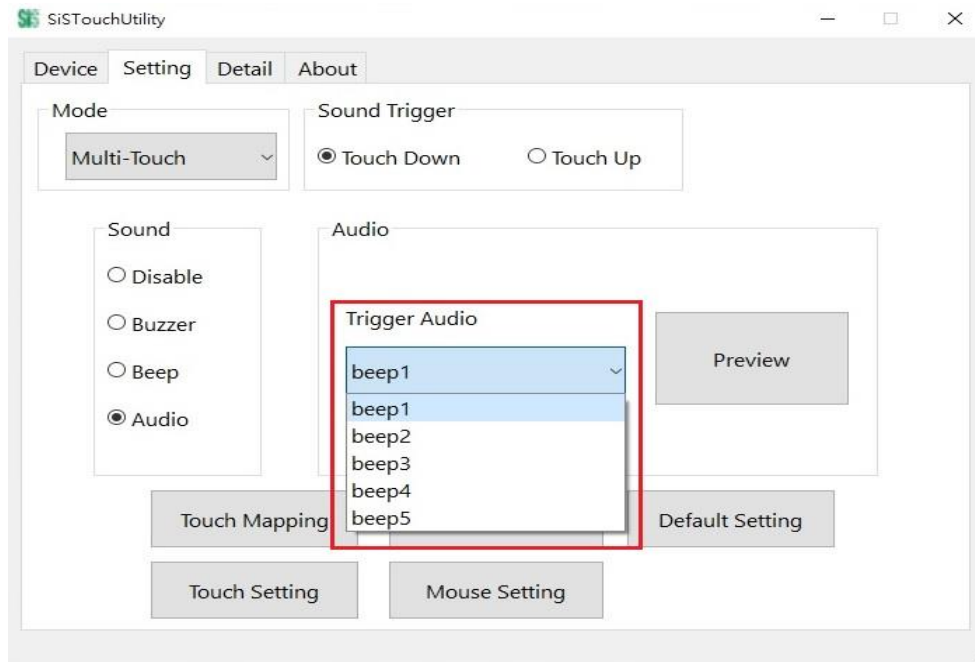 SiS SiSTouchUtility
Device Setting Detail About
Mode
Multi-Touch
Sound Trigger
Touch Down Touch Up
Sound
Disable
Buzzer
Beep
Audio
Audio
Trigger Audio
beep1
beep1
beep2
beep3
beep4
beep5
Preview
Touch Mapping
Default Setting
Touch Setting
Mouse Setting